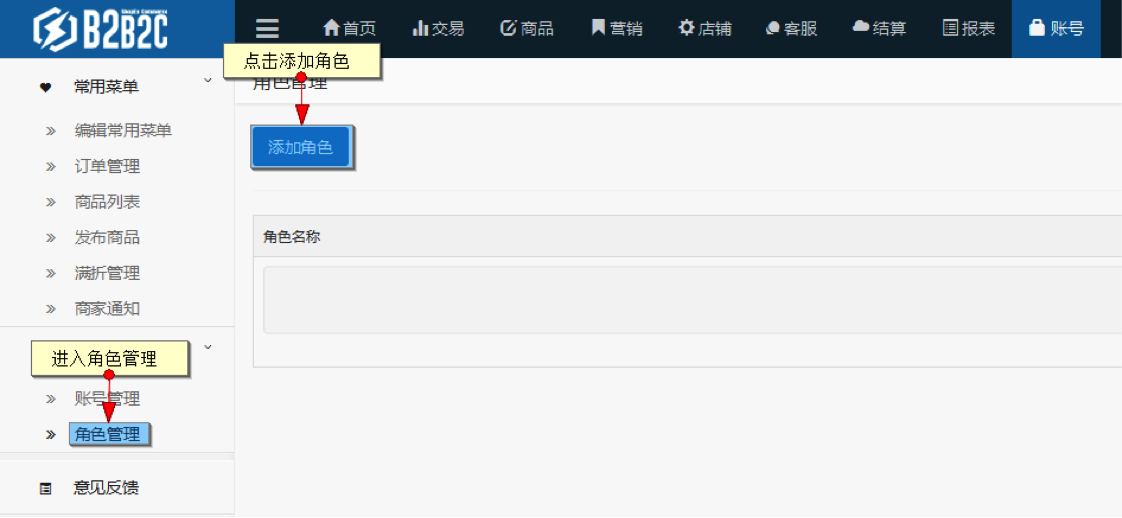 B2B2C
首页
交易
商品
营销
店铺
客服
结算
报表
账号
点击添加角色
角色管理
常用菜单
编辑常用菜单
订单管理
商品列表
发布商品
满折管理
商家通知
进入角色管理
账号管理
角色管理
意见反馈
添加角色
角色名称